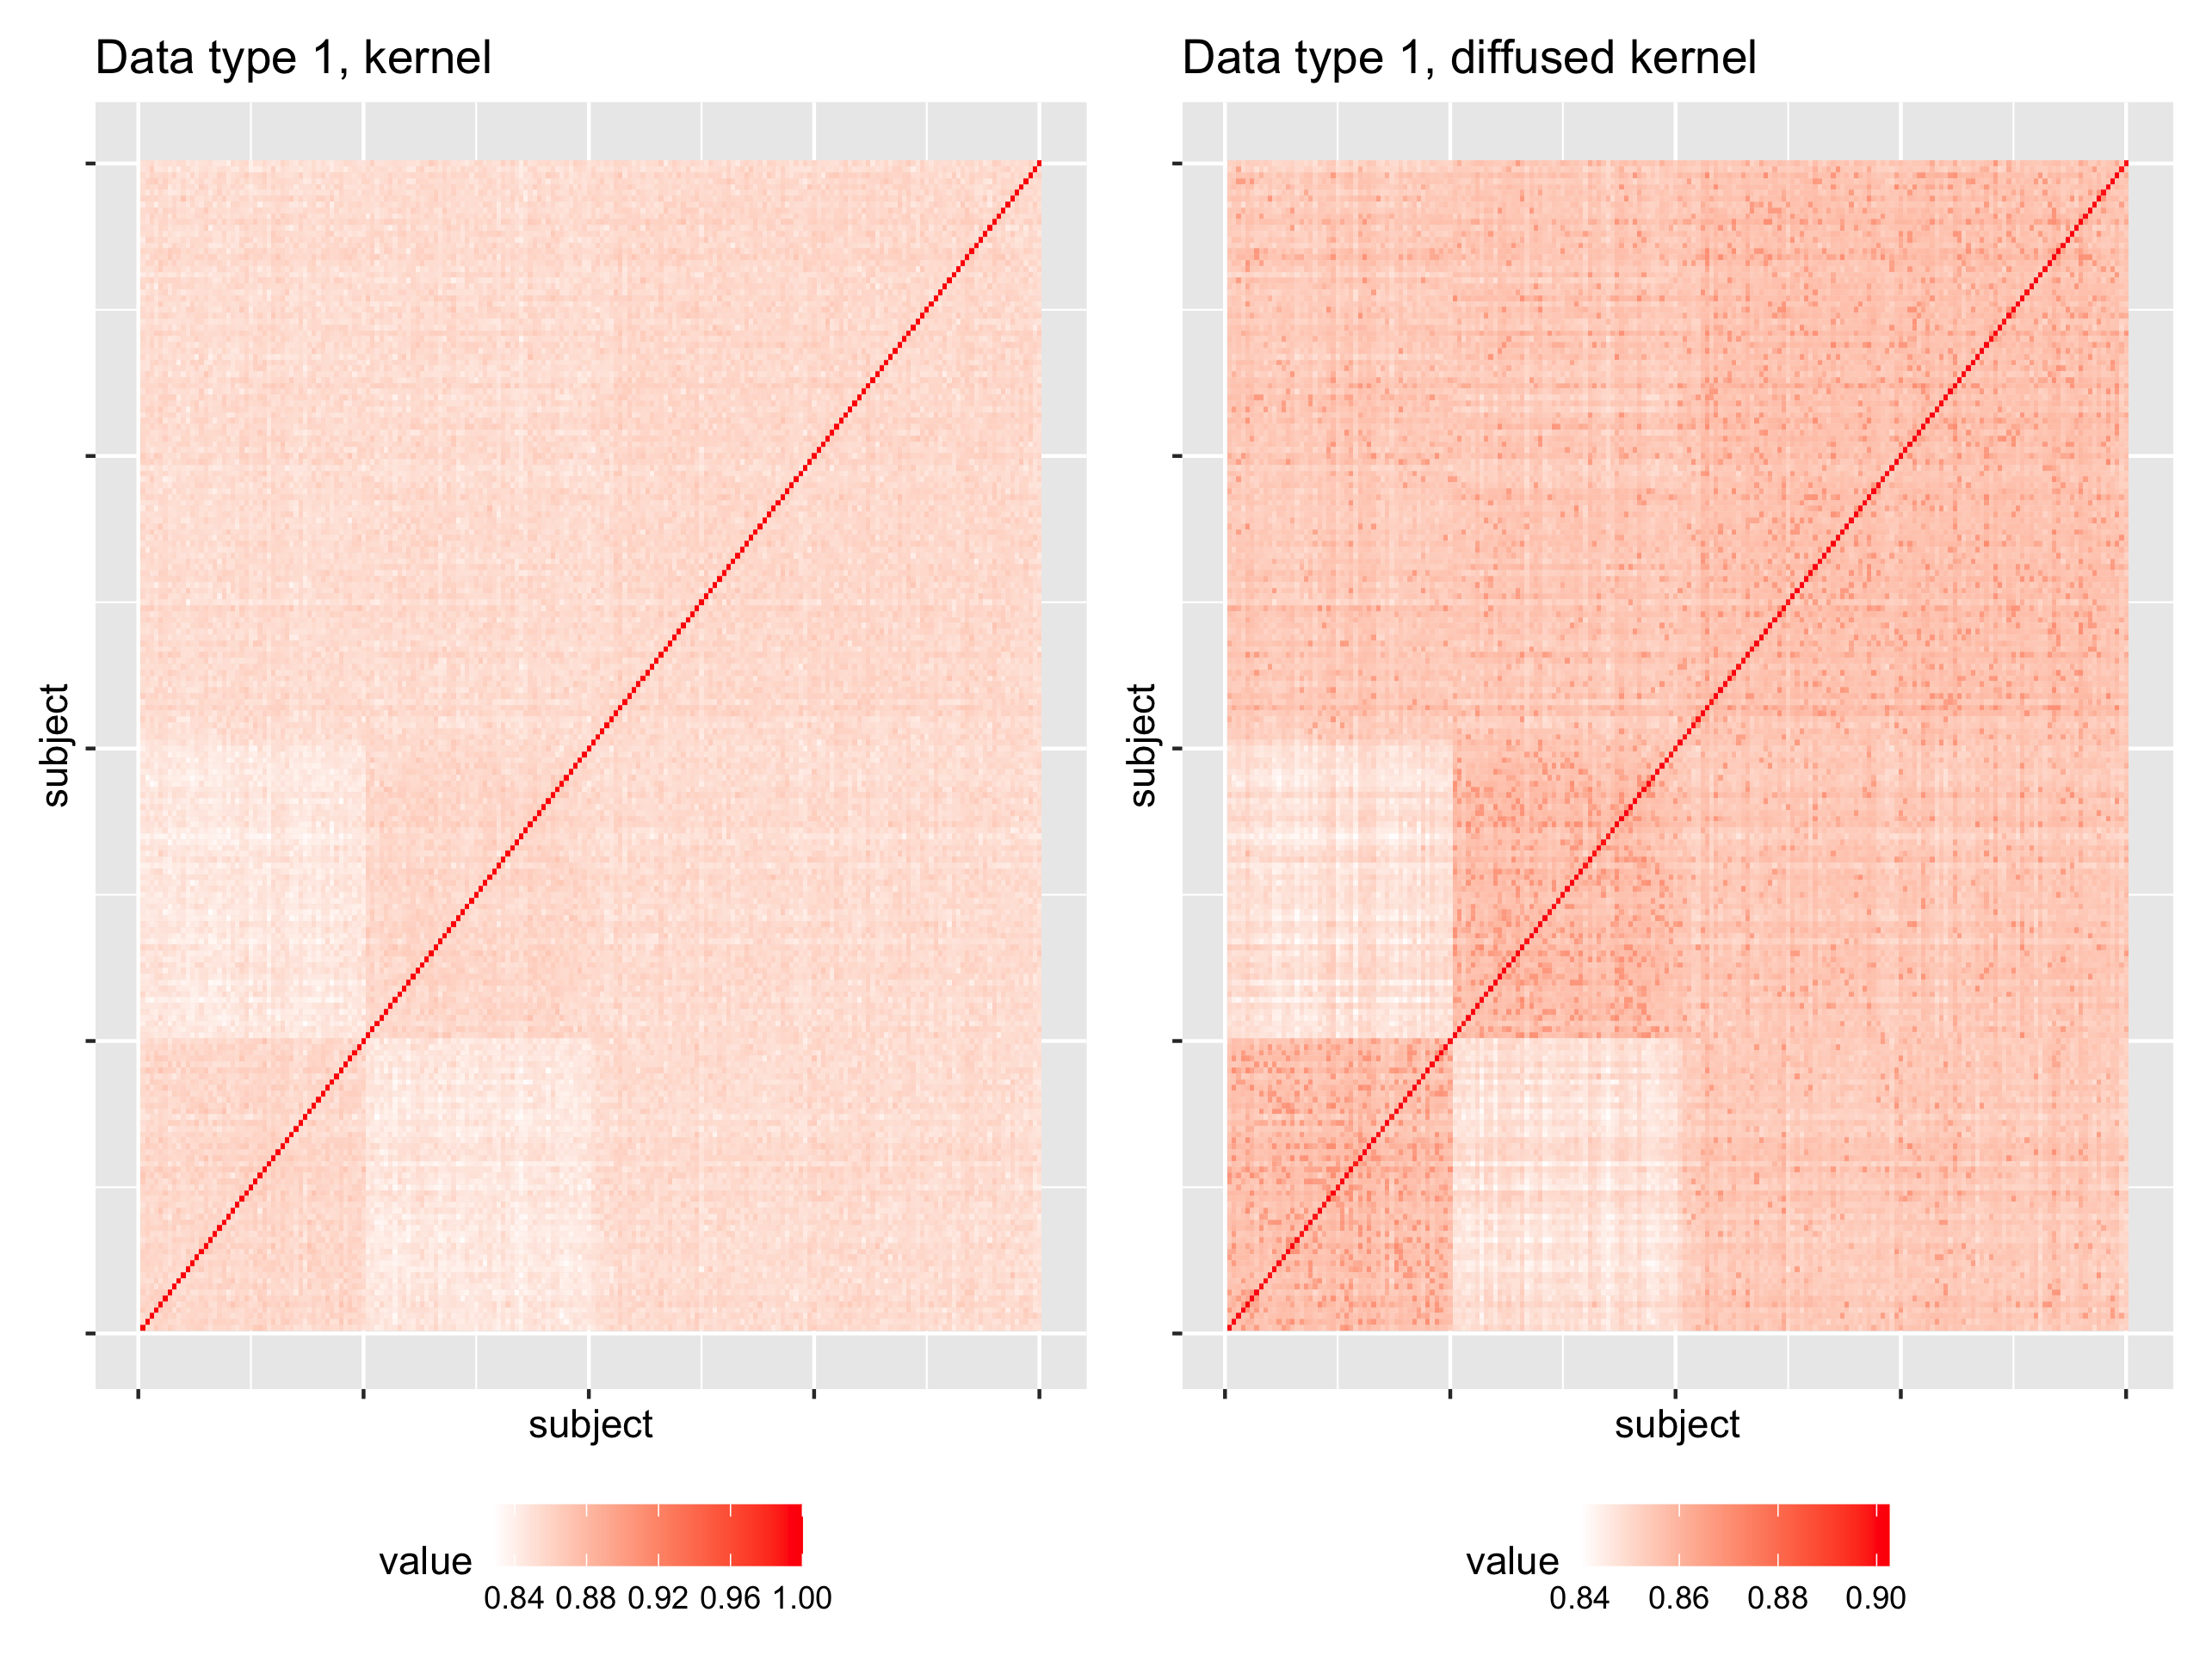 Data type 1, kernel
subject
subject
value
0.84 0.88 0.92 0.96 1.00
Data type 1, diffused kernel
subject
subject
value
0.84 0.86 0.88 0.90